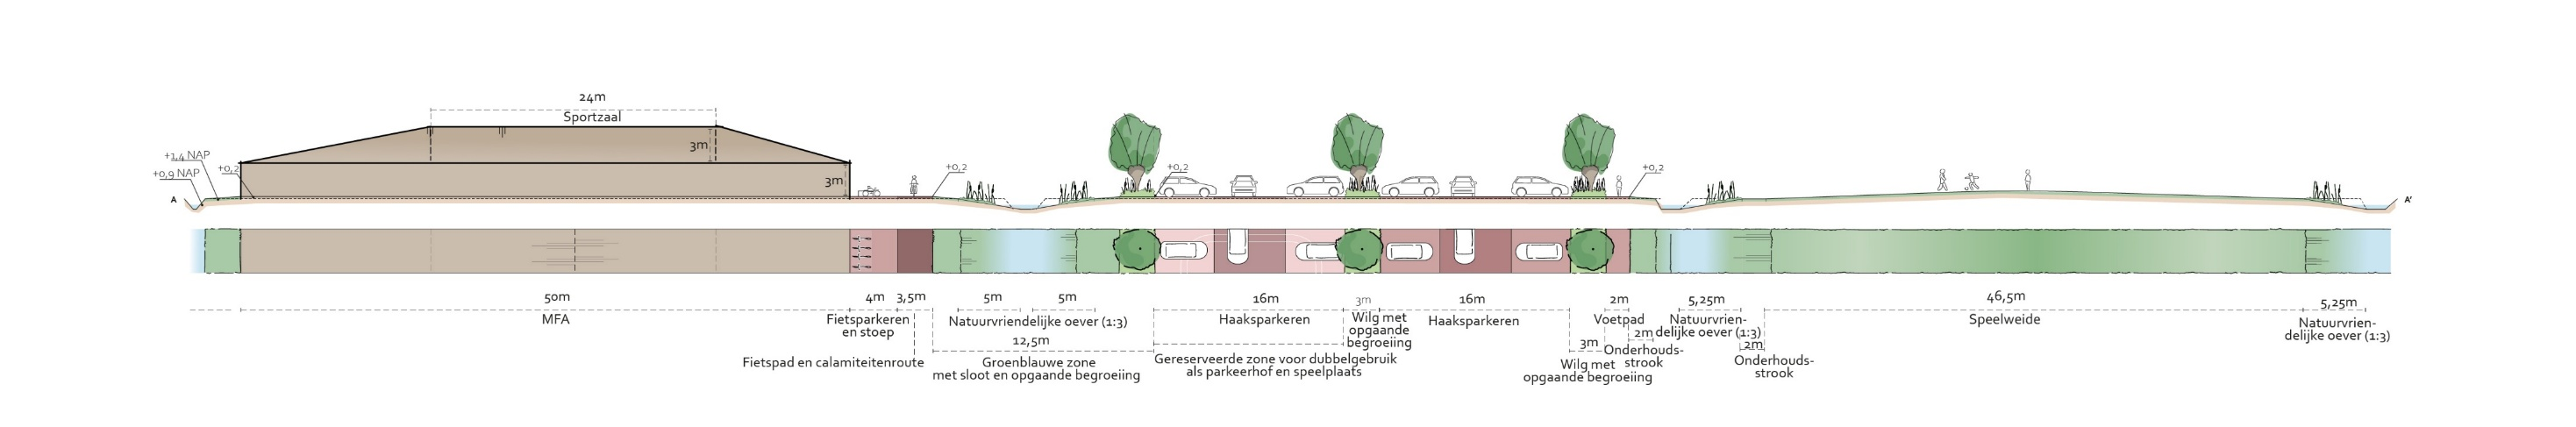 24m
Sportzaal
3m
3m
+1,4 NAP
+0,9 NAP
+0,2
+0,2
+0,2
+0,2
A
A'
50m
MFA
4m
Fietsparkeren
en stoep
3,5m
Fietspad en calamiteitenroute
5m
5m
Natuurvriendelijke oever (1:3)
12,5m
Groenblauwe zone
met sloot en opgaande begroeiing
16m
Haaksparkeren
Gereserveerde zone voor dubbelgebruik
als parkeerhof en speelplaats
3m
Wilg met
opgaande
begroeiing
16m
Haaksparkeren
3m
Wilg met
opgaande begroeiing
2m
Voetpad
2m
Onderhouds-
strook
5,25m
Natuurvrien-
delijke oever (1:3)
2m
Onderhouds-
strook
46,5m
Speelweide
5,25m
Natuurvrien-
delijke oever (1:3)